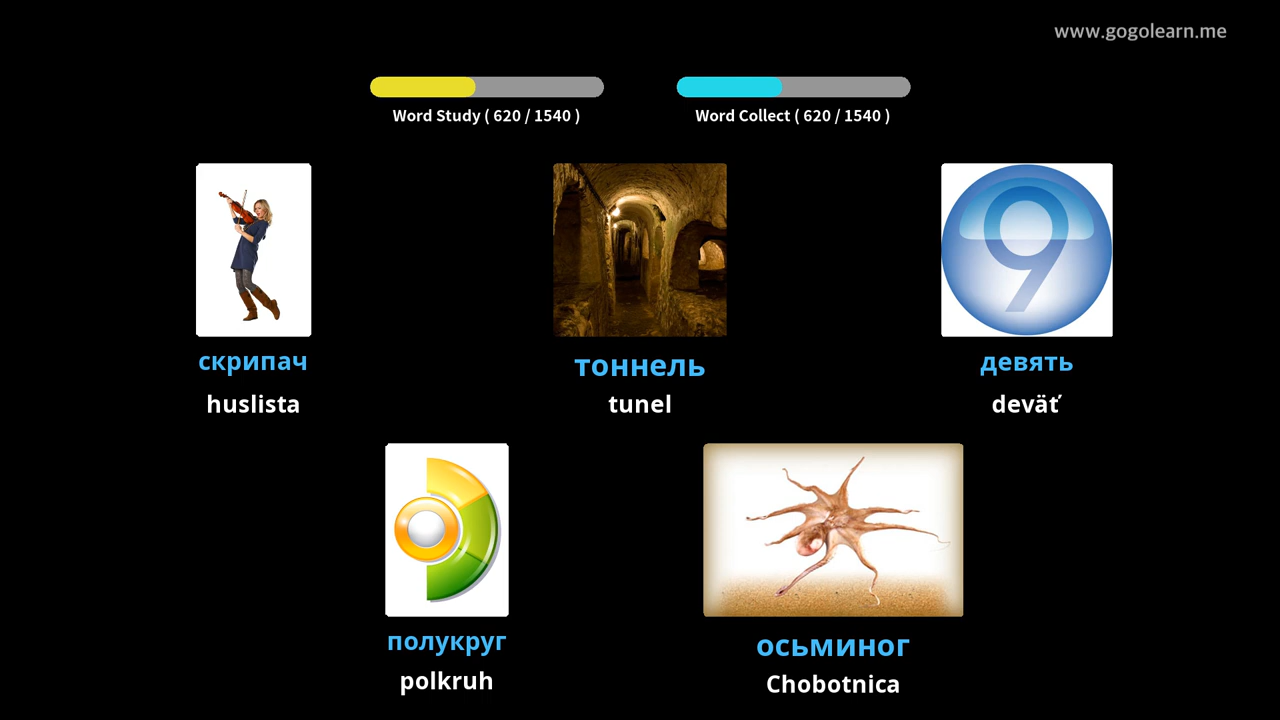 www.gogolearn.me
Word Study ( 620 / 1540 )
Word Collect ( 620 / 1540 )
9
скрипач
huslista
тоннель
tunel
девять
deväť
полукруг
polkruh
осьминог
Chobotnica